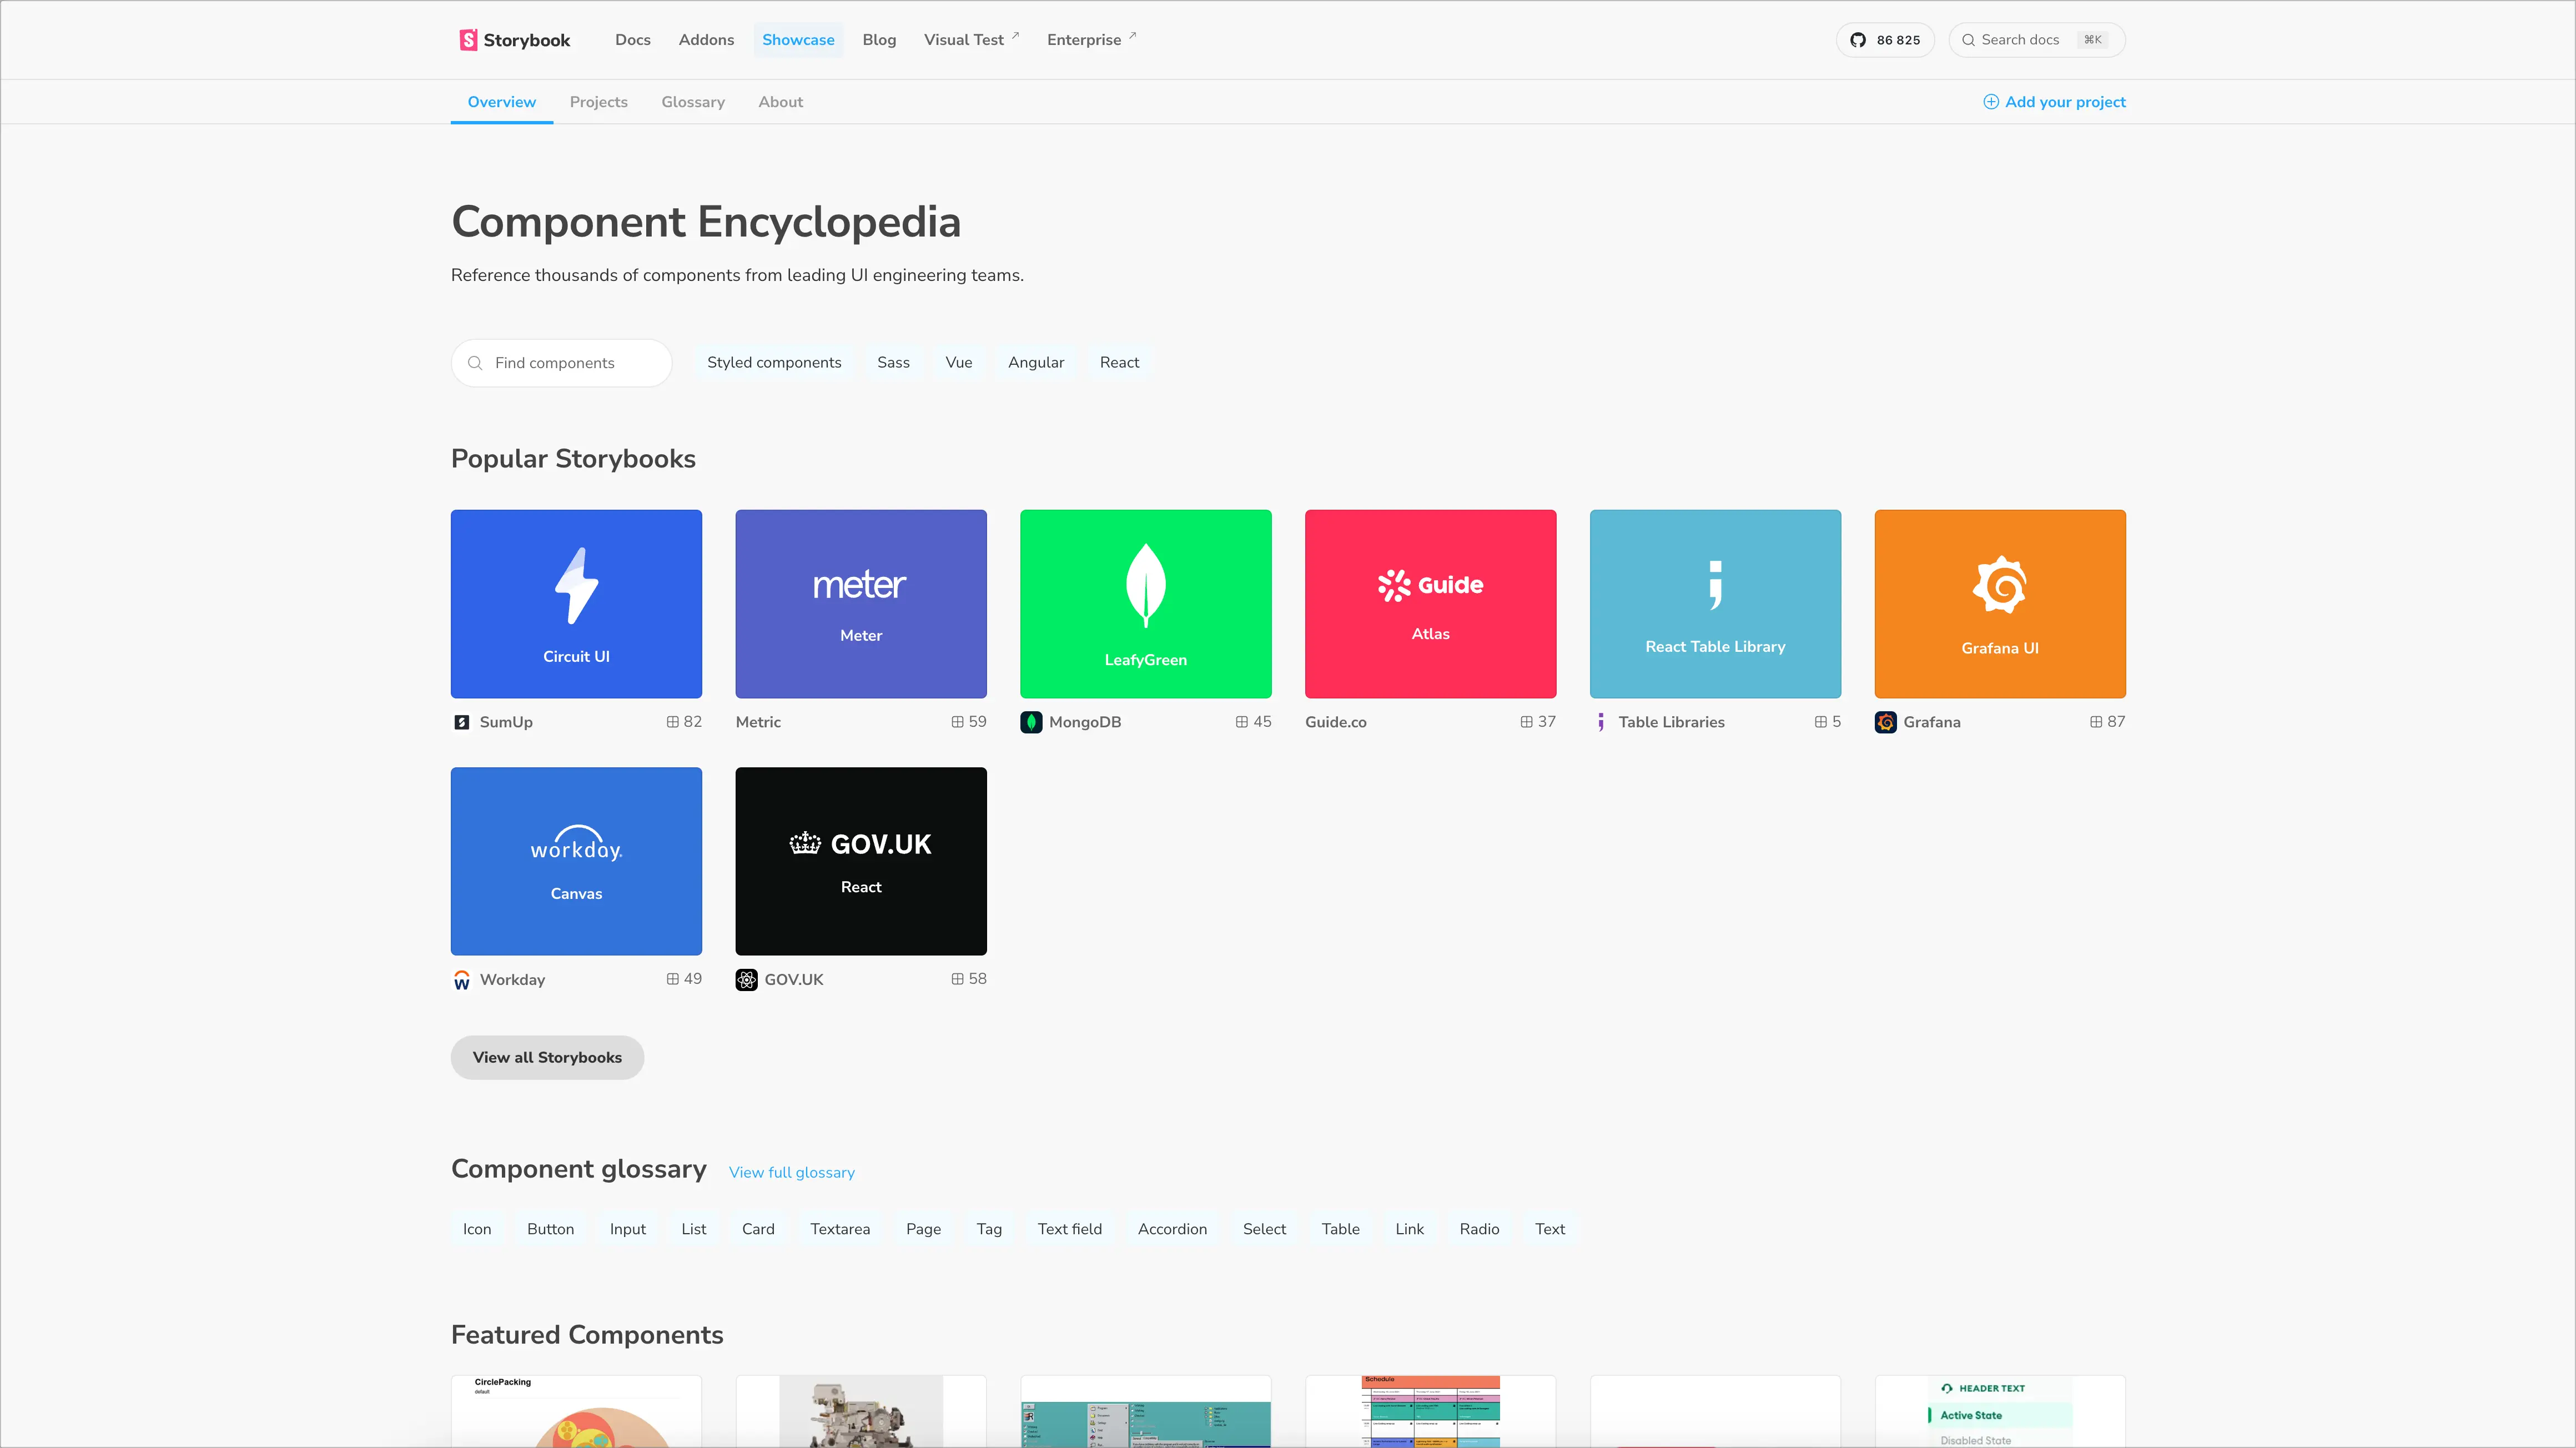 Storybook
Docs Addons Showcase Blog Visual Test ↗ Enterprise ↗
86 825
Search docs ⌘K
Overview Projects Glossary About
Add your project
Component Encyclopedia
Reference thousands of components from leading UI engineering teams.
Find components
Styled components Sass Vue Angular React
Popular Storybooks
Circuit UI
SumUp 82
meter
Meter
Metric 59
LeafyGreen
MongoDB 45
Guide
Atlas
Guide.co 37
React Table Library
Table Libraries 5
Grafana UI
Grafana 87
workday.
Canvas
Workday 49
GOV.UK
React
GOV.UK 58
View all Storybooks
Component glossary View full glossary
Icon Button Input List Card Textarea Page Tag Text field Accordion Select Table Link Radio Text
Featured Components
CirclePacking
default
Schedule
HEADER TEXT
Active State
Disabled State